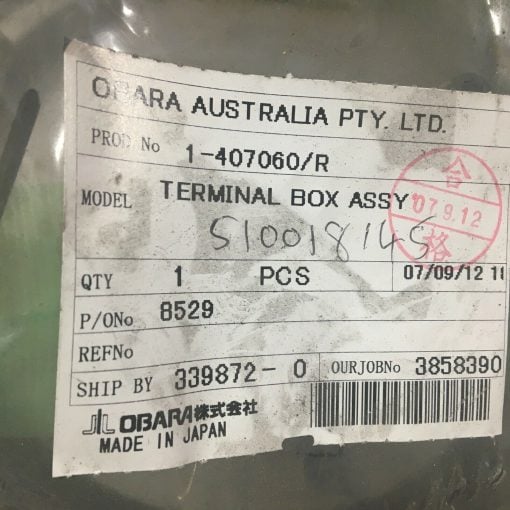 OBARA AUSTRALIA PTY. LTD.
PROD No 1-407060/R
MODEL TERMINAL BOX ASSY
S10018145
合
'07.9.12
格
QTY 1 PCS 07/09/12 11
P/ONo 8529
REFNo
SHIP BY 339872-0 OURJOBNo 3858390
OBARA株式会社
MADE IN JAPAN